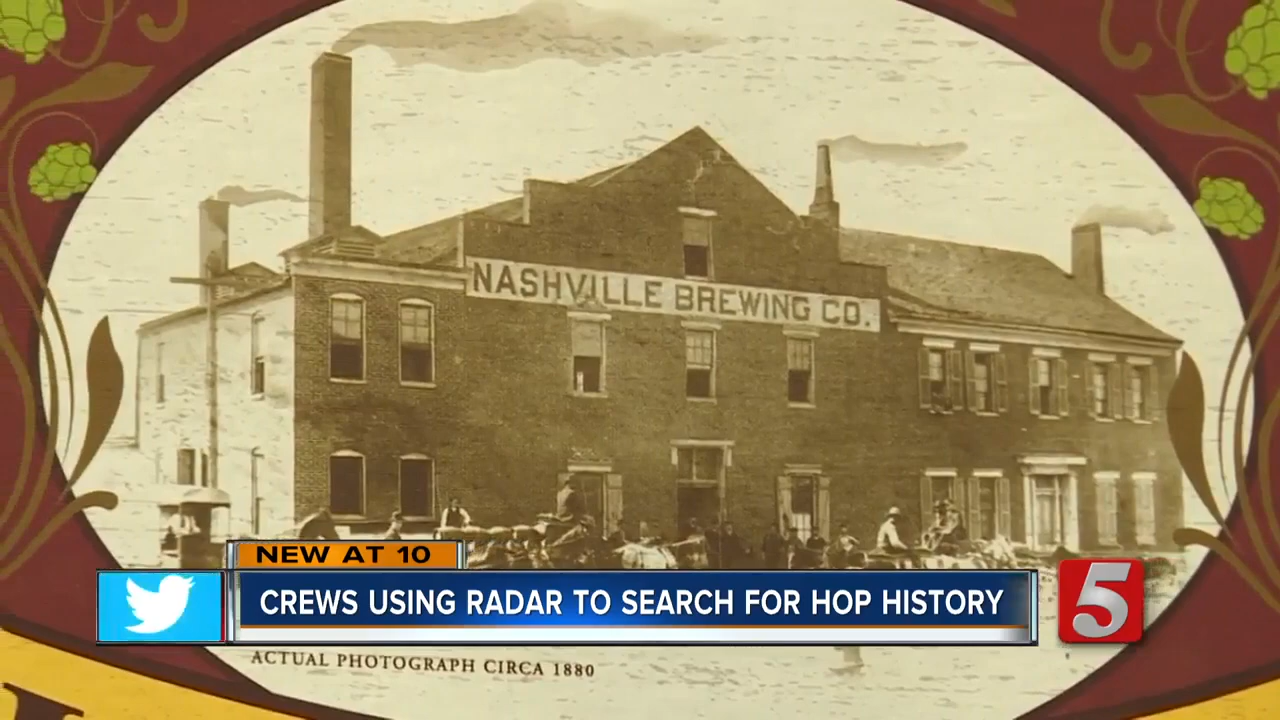 NASHVILLE BREWING CO.
NEW AT 10
CREWS USING RADAR TO SEARCH FOR HOP HISTORY
5
ACTUAL PHOTOGRAPH CIRCA 1880